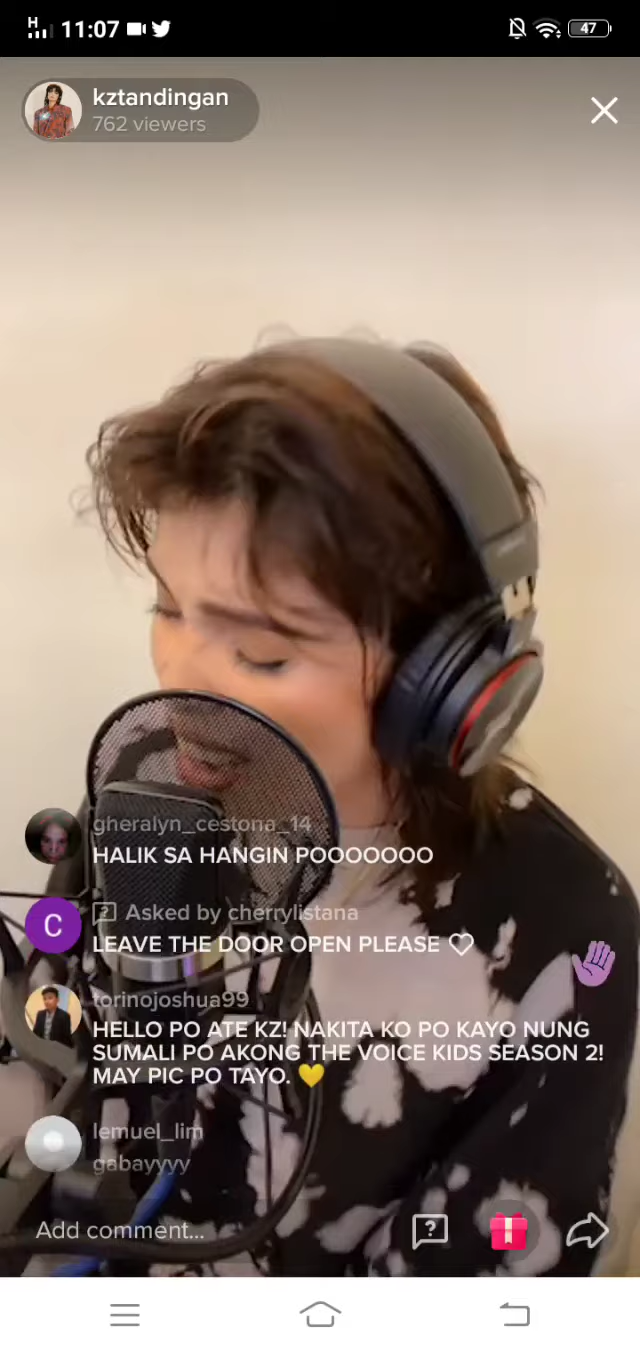 H
11:07
47
kztandingan
762 viewers
gheralyn_cestona_14
HALIK SA HANGIN POOOOOOO
? Asked by cherrylistana
C
LEAVE THE DOOR OPEN PLEASE ♡
torinojoshua99
HELLO PO ATE KZ! NAKITA KO PO KAYO NUNG
SUMALI PO AKONG THE VOICE KIDS SEASON 2!
MAY PIC PO TAYO. 💛
lemuel_lim
gabayyyy
Add comment...
?